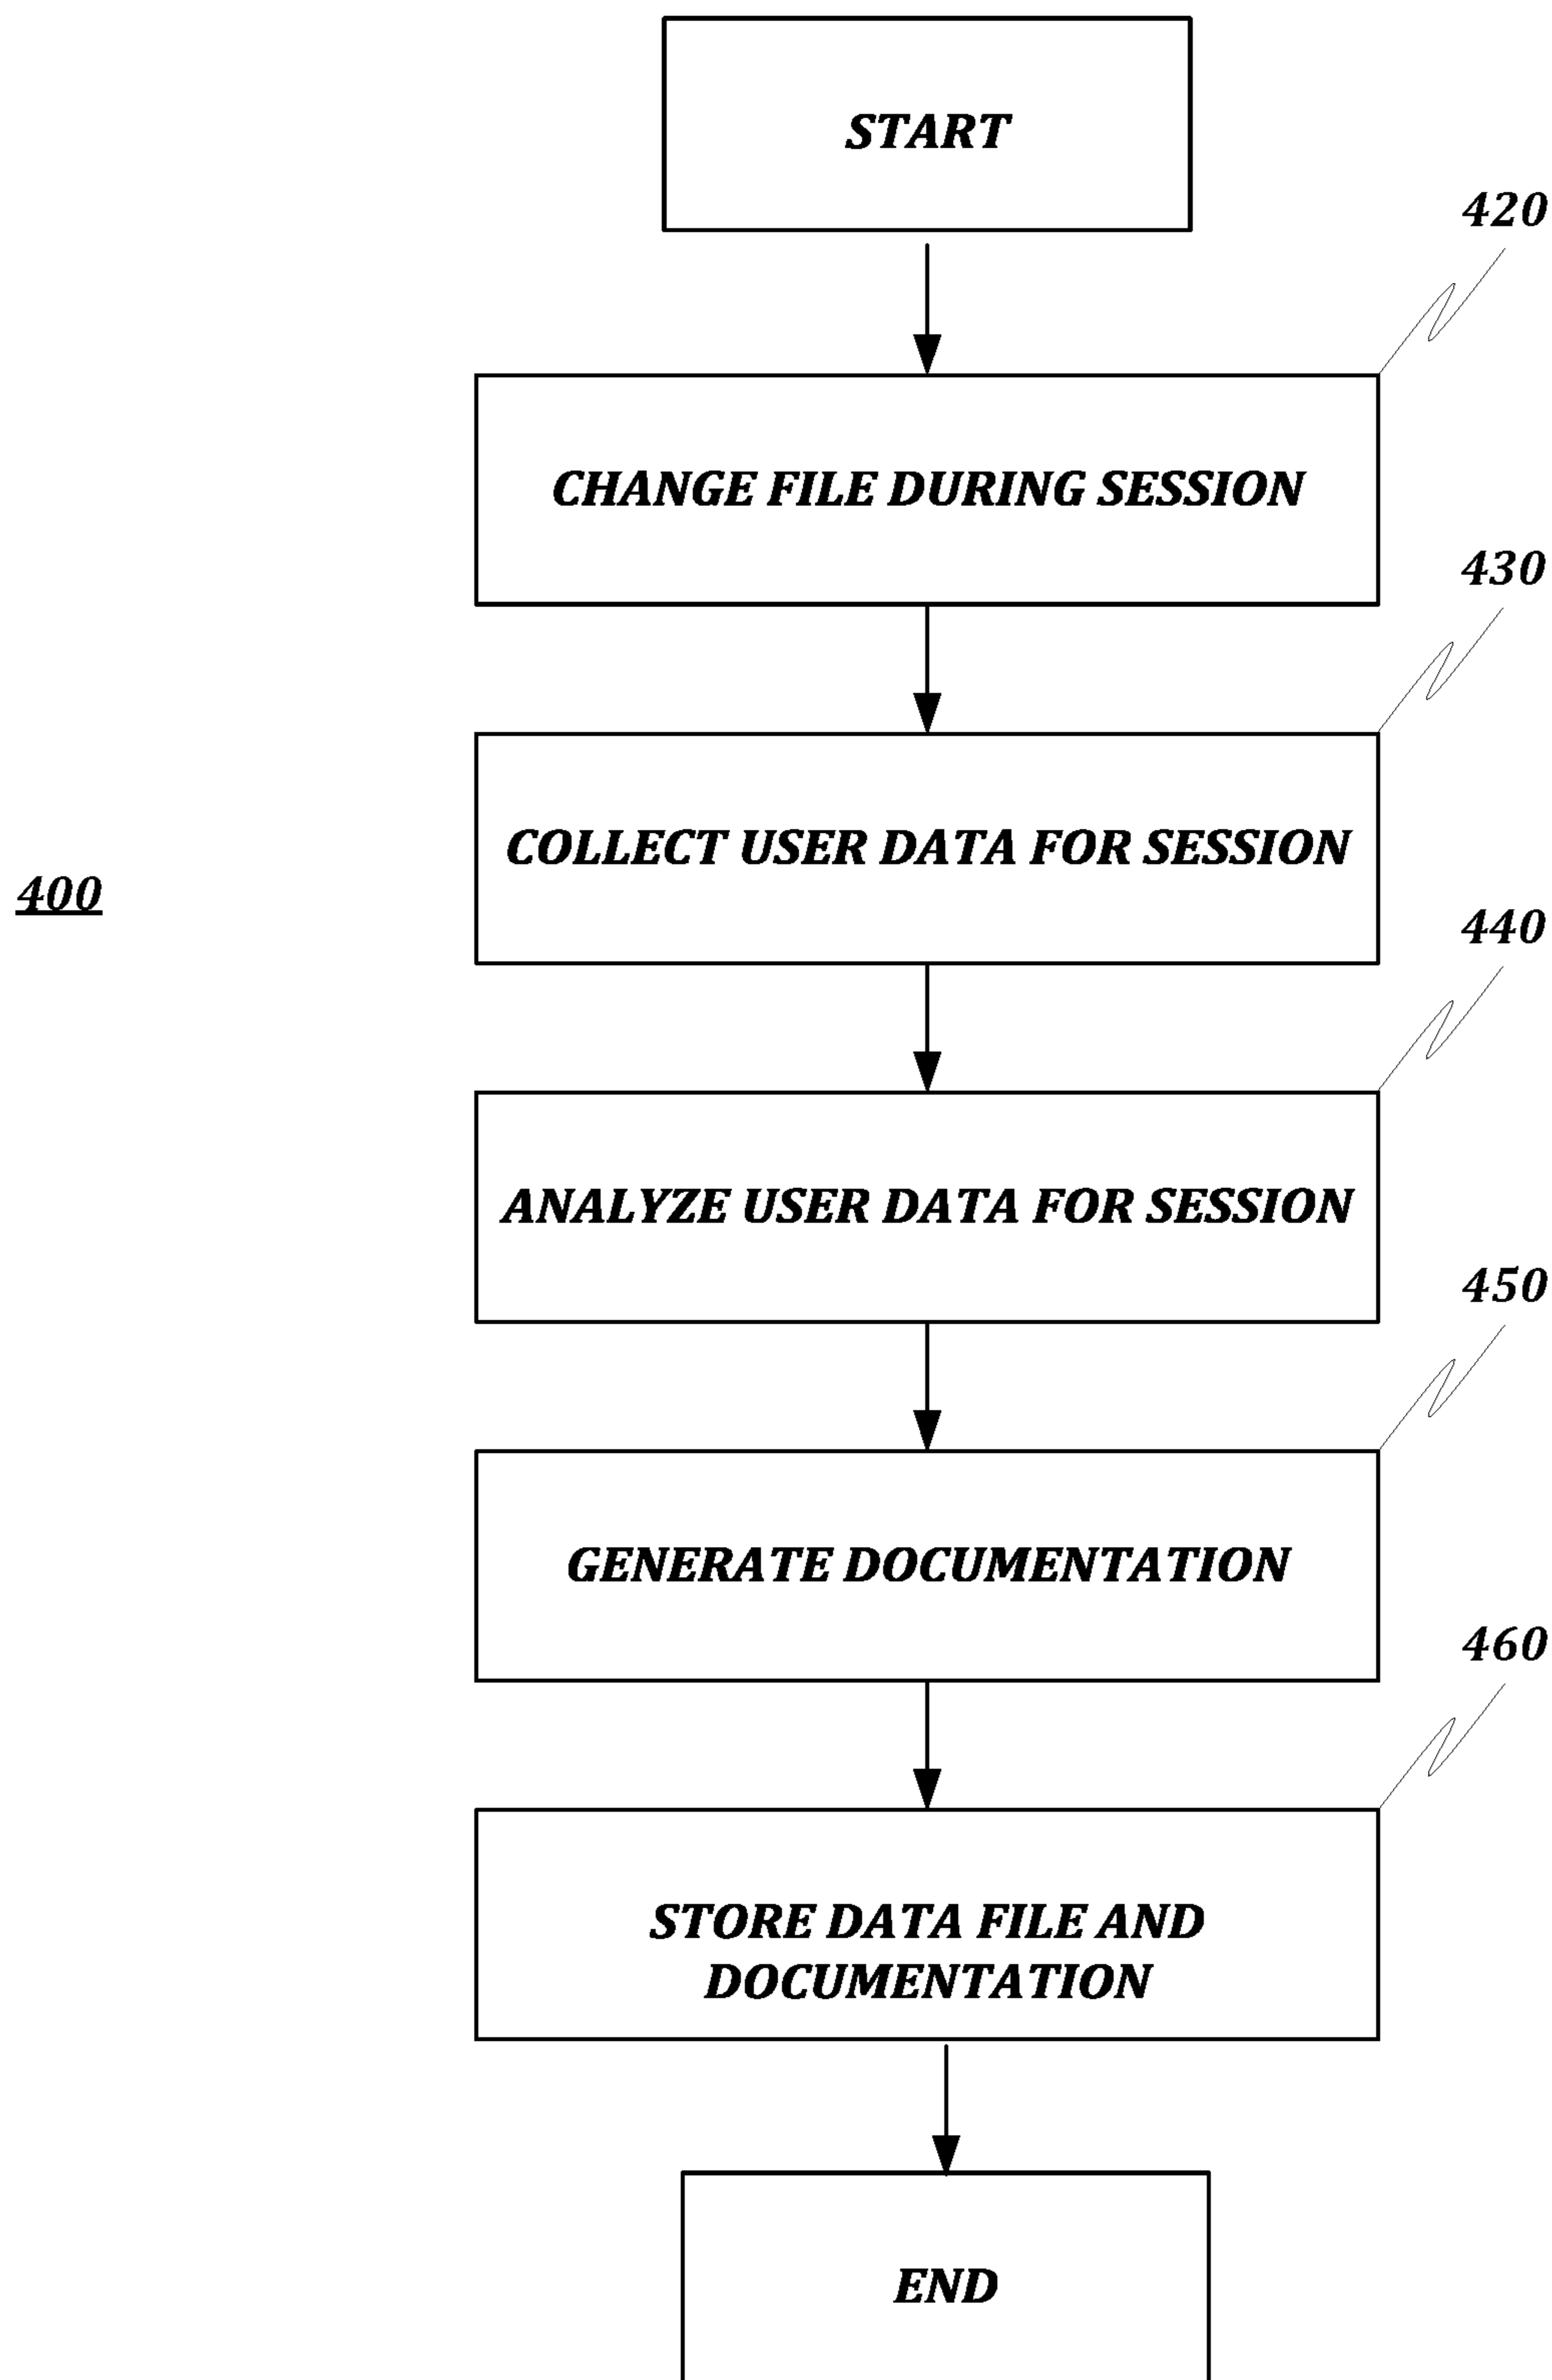 START
420
CHANGE FILE DURING SESSION
430
COLLECT USER DATA FOR SESSION
400
440
ANALYZE USER DATA FOR SESSION
450
GENERATE DOCUMENTATION
460
STORE DATA FILE AND
DOCUMENTATION
END